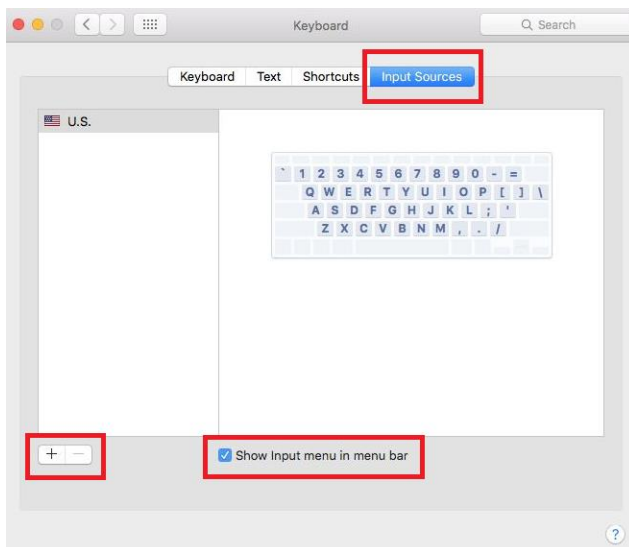 Keyboard
Search
Keyboard Text Shortcuts Input Sources
U.S.
` 1 2 3 4 5 6 7 8 9 0 - =
Q W E R T Y U I O P [ ] \
A S D F G H J K L ; '
Z X C V B N M , . /
+ −
Show Input menu in menu bar
?